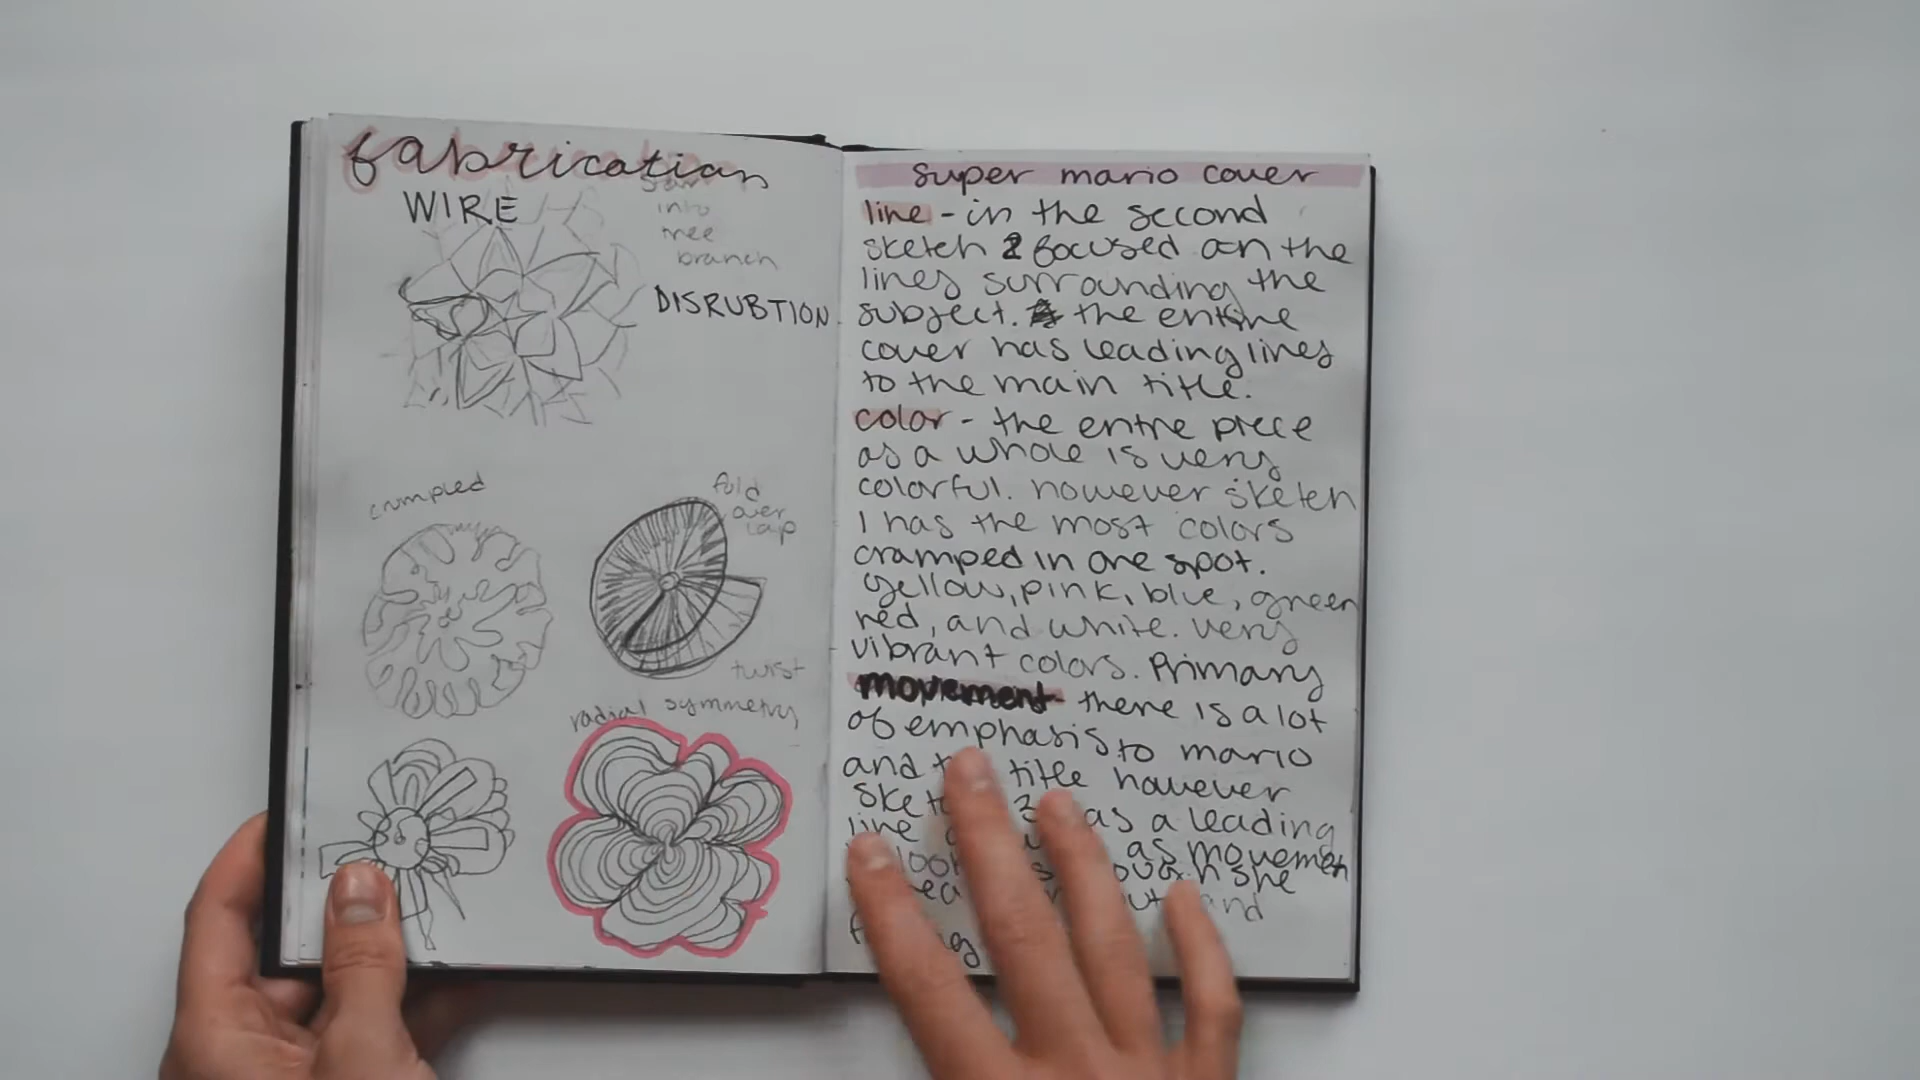 fabrication
WIRE
into
tree
branch
DISRUBTION
crumpled
fold
over
lap
twist
radial symmetry
super mario cover
line - in the second
sketch 2 focused on the
lines surrounding the
subject. the entire
cover has leading lines
to the main title.
color - the entire piece
as a whole is very
colorful. however sketch
1 has the most colors
cramped in one spot.
yellow, pink, blue, green
red, and white. very
vibrant colors. Primary
movement - there is a lot
of emphasis to mario
and title however
as a leading
line as movement